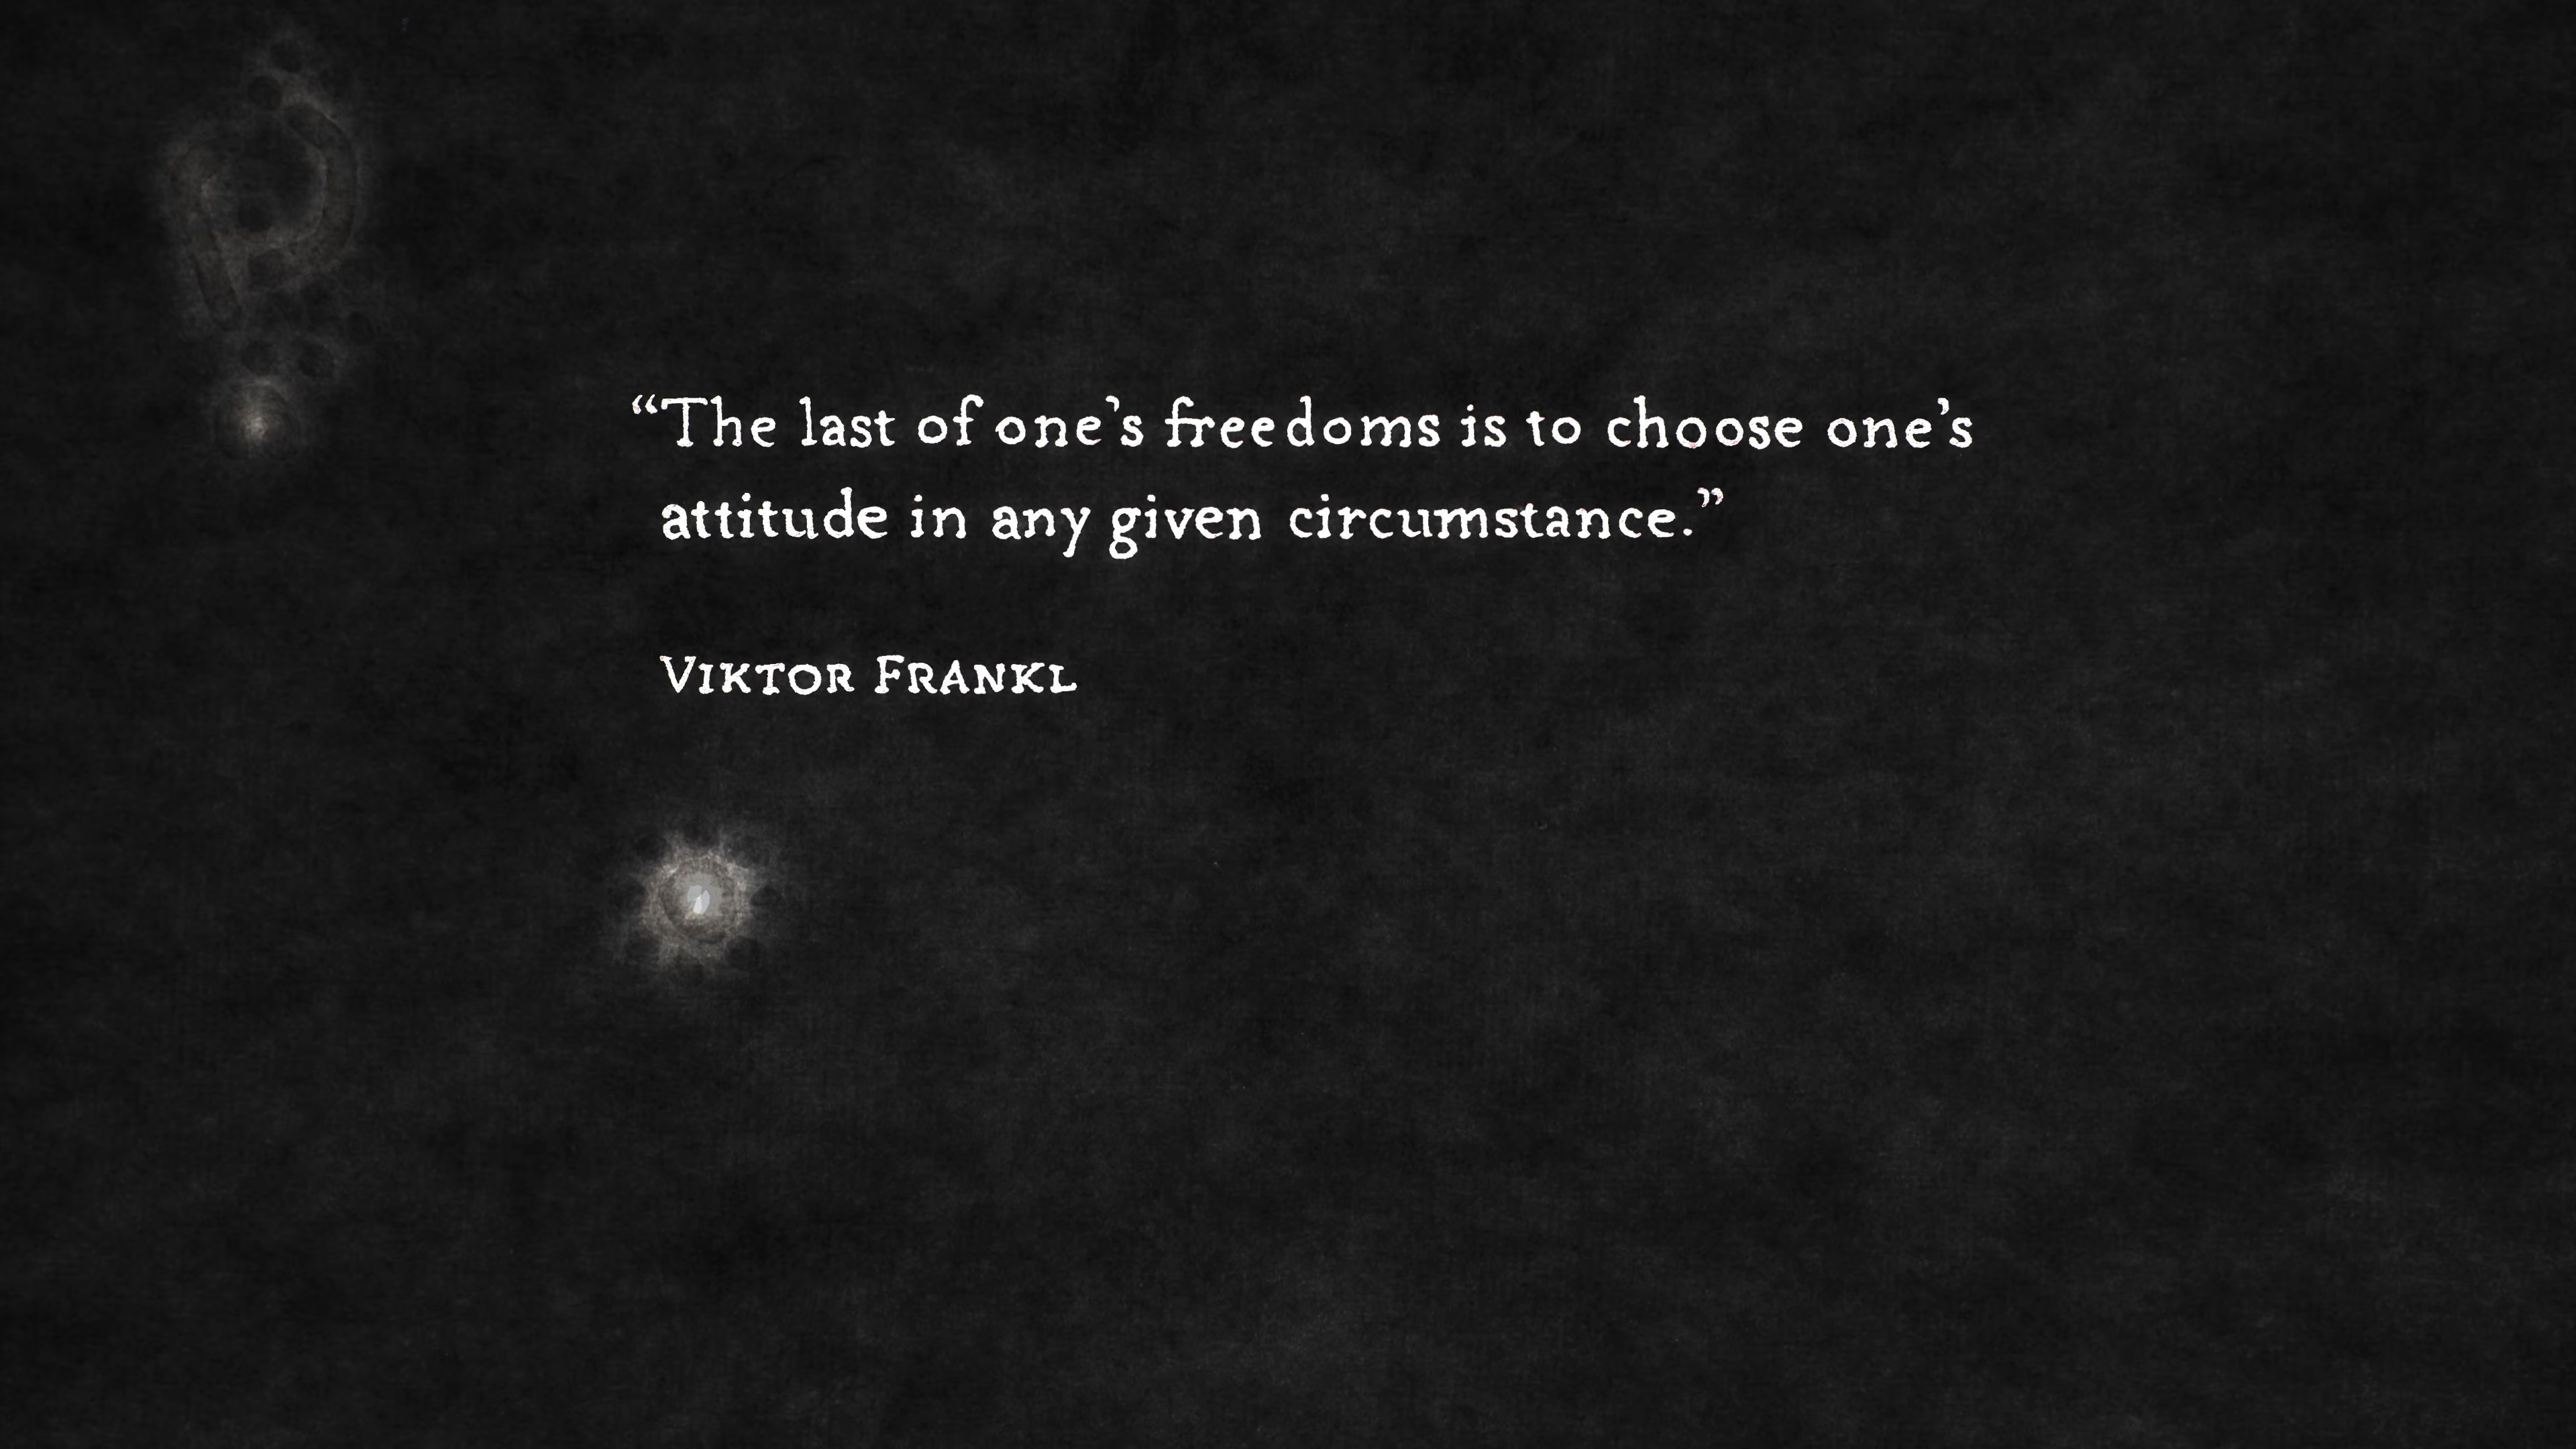 “The last of one’s freedoms is to choose one’s
attitude in any given circumstance.”
Viktor Frankl